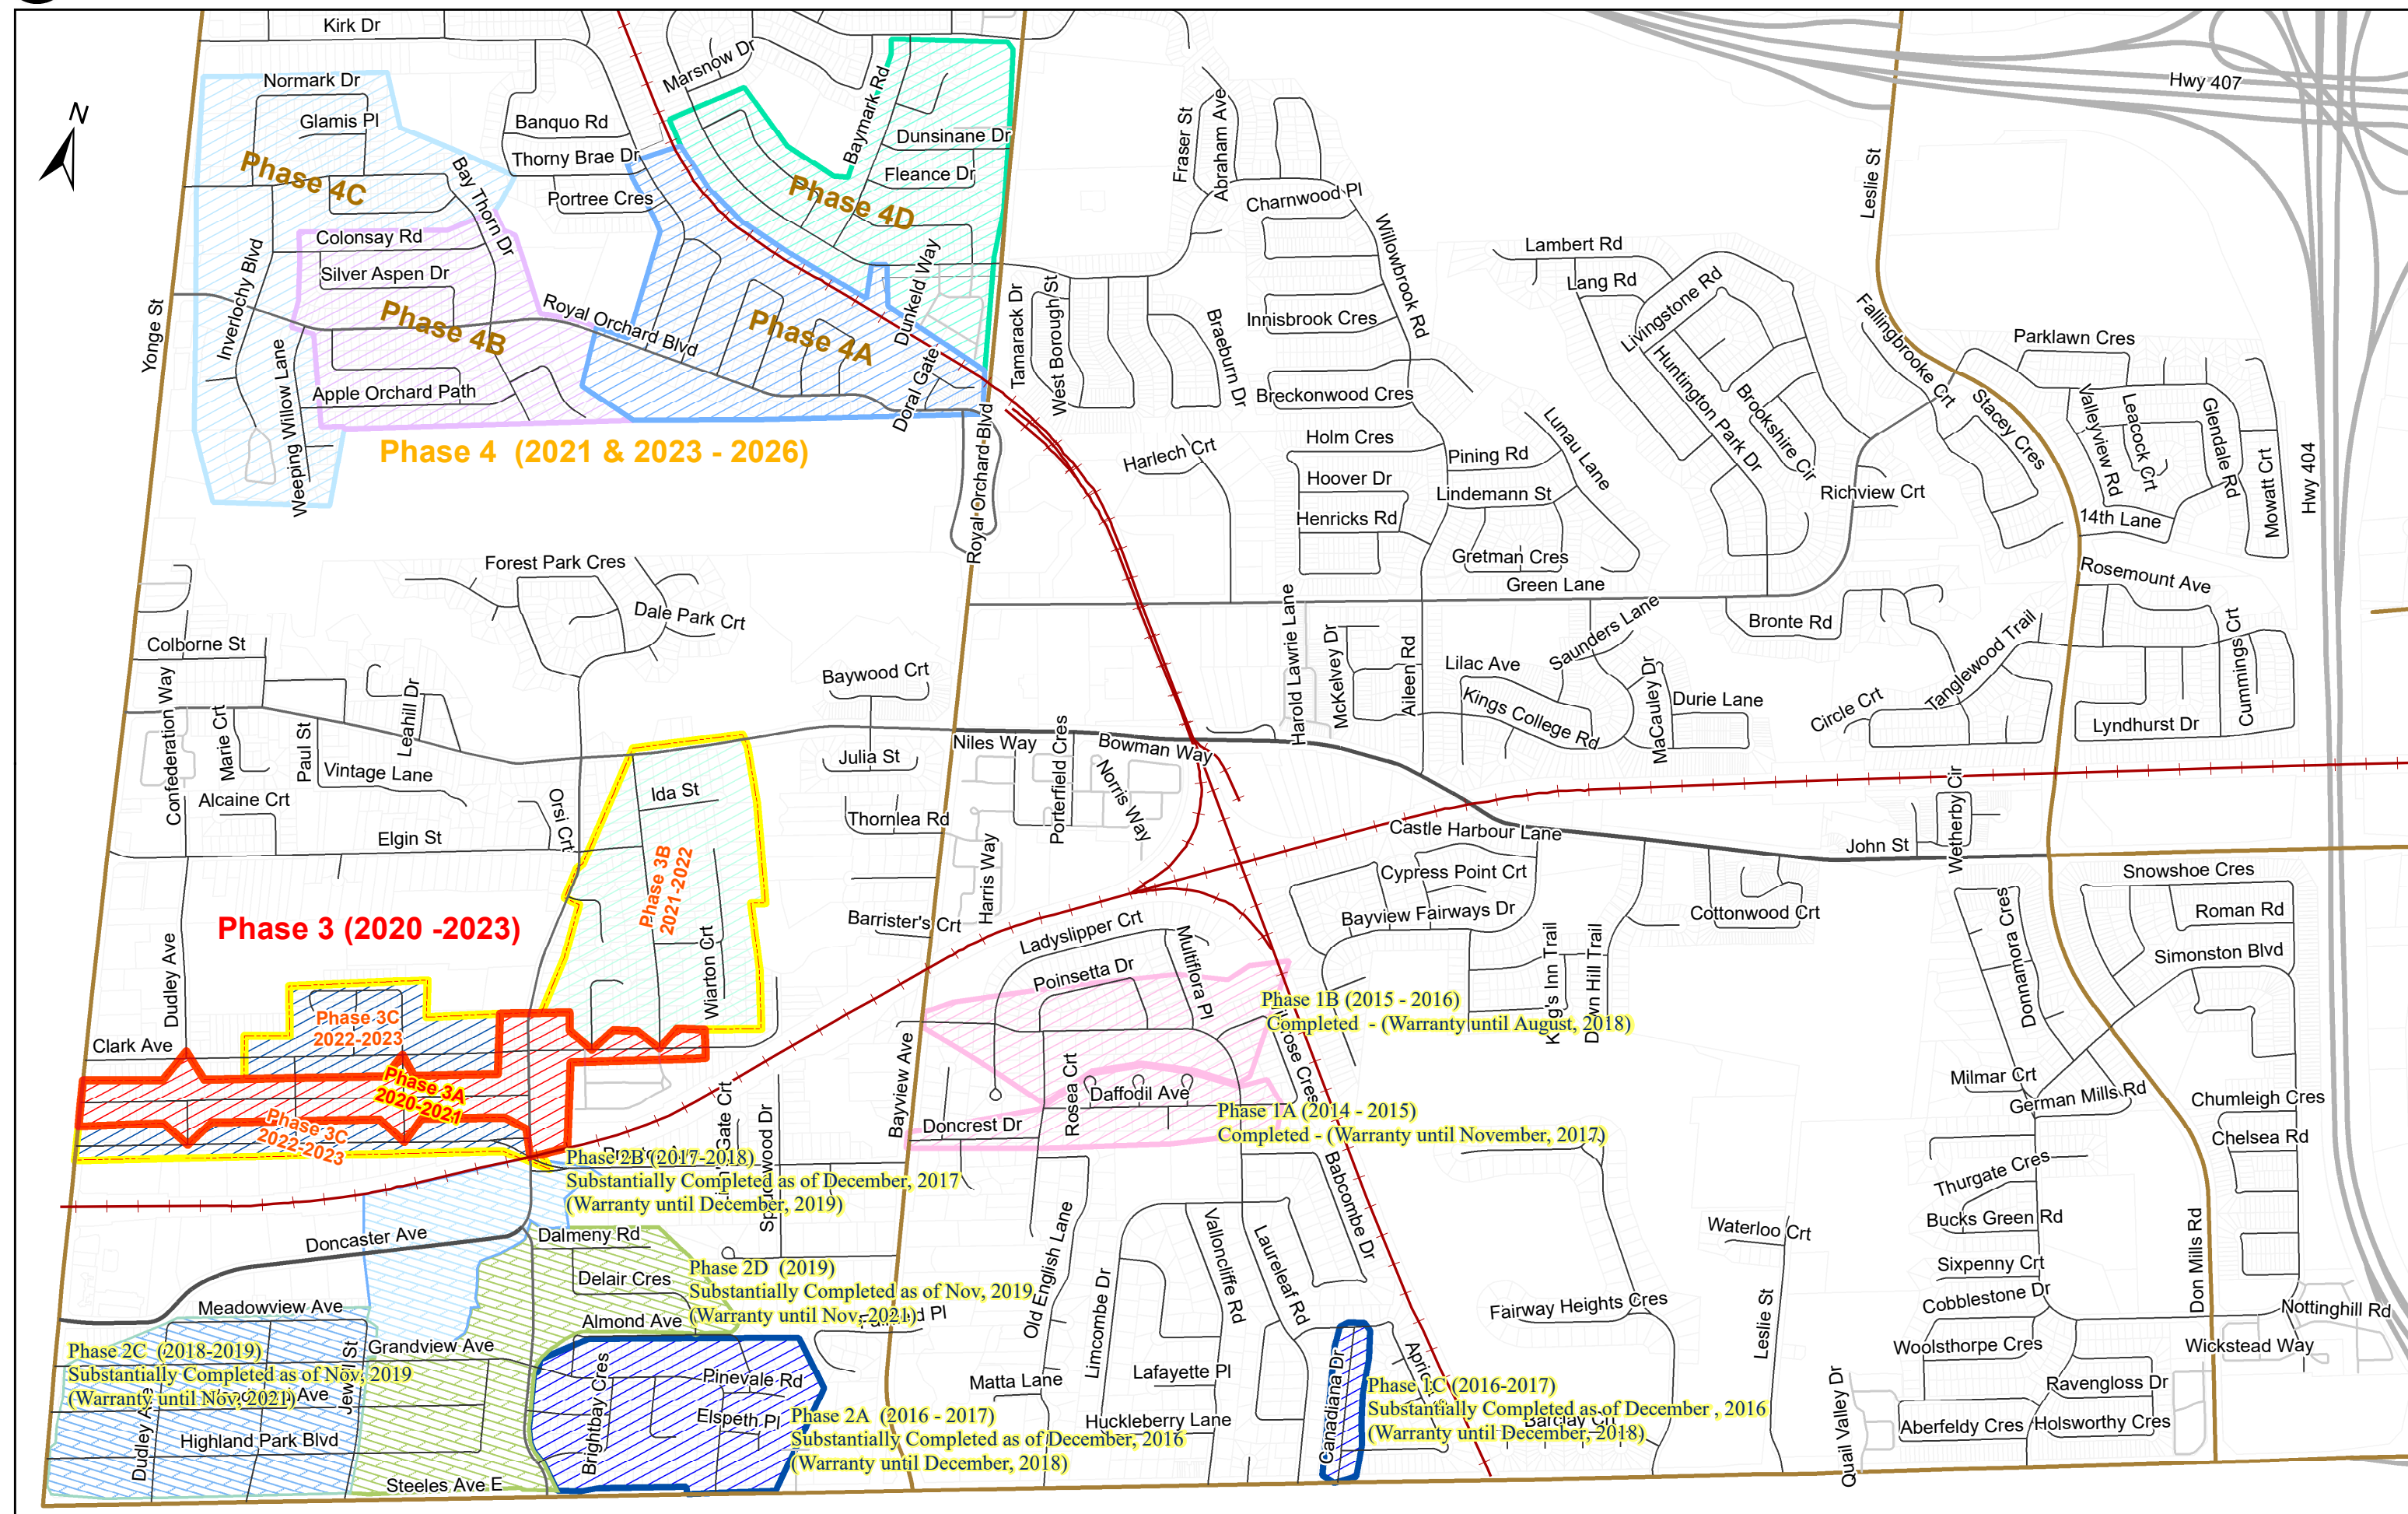 Kirk Dr
Marsnow Dr
Hwy 407
Normark Dr
N
Glamis Pl
Banquo Rd
Baymark Rd
Dunsinane Dr
Fraser St
Abraham Ave
Leslie St
Phase 4C
Bay Thorn Dr
Thorny Brae Dr
Fleance Dr
Portree Cres
Phase 4D
Charnwood Pl
Willowbrook Rd
Colonsay Rd
Lambert Rd
Silver Aspen Dr
Lang Rd
Livingstone Rd
Inverlochy Blvd
Dunkeld Way
Tamarack Dr
West Borough St
Innisbrook Cres
Braeburn Dr
Fallingbrooke Crt
Parklawn Cres
Yonge St
Phase 4B
Royal Orchard Blvd
Phase 4A
Doral Gate
Breckonwood Cres
Huntington Park Dr
Brookshire Cir
Stacey Cres
Valleyview Rd
Leacock Crt
Glendale Rd
Mowatt Crt
Hwy 404
Apple Orchard Path
Weeping Willow Lane
Phase 4 (2021 & 2023 - 2026)
Royal Orchard Blvd
Harlech Crt
Holm Cres
Pining Rd
Lunau Lane
Hoover Dr
Lindemann St
Richview Crt
Henricks Rd
14th Lane
Forest Park Cres
Gretman Cres
Green Lane
Rosemount Ave
Dale Park Crt
Harold Lawrie Lane
McKelvey Dr
Aileen Rd
Saunders Lane
Bronte Rd
Tanglewood Trail
Cummings Crt
Colborne St
Baywood Crt
Lilac Ave
Kings College Rd
MacCauley Dr
Durie Lane
Circle Crt
Lyndhurst Dr
Confederation Way
Marie Crt
Paul St
Leahill Dr
Vintage Lane
Julia St
Niles Way
Porterfield Cres
Bowman Way
Norris Way
Alcaine Crt
Ida St
Orsi Crt
Elgin St
Thornlea Rd
Harris Way
Castle Harbour Lane
John St
Wetherby Cir
Phase 3B
2021-2022
Cypress Point Crt
Snowshoe Cres
Barrister's Crt
Ladyslipper Crt
Bayview Fairways Dr
Cottonwood Crt
Roman Rd
Phase 3 (2020 -2023)
Dudley Ave
Wiarton Crt
Poinsetta Dr
Multiflora Pl
Down Hill Trail
Donnamora Cres
Simonston Blvd
Phase 3C
2022-2023
Phase 1B (2015 - 2016)
Completed - (Warranty until August, 2018)
Clark Ave
Phase 3A
2020-2021
Phase 3C
2022-2023
Bayview Ave
Rosea Crt
Daffodil Ave
Doncrest Dr
Phase 1A (2014 - 2015)
Completed - (Warranty until November, 2017)
Milmar Crt
German Mills Rd
Chumleigh Cres
Chelsea Rd
Phase 2B (2017-2018)
Substantially Completed as of December, 2017
(Warranty until December, 2019)
Babcombe Dr
Thurgate Cres
Bucks Green Rd
Waterloo Crt
Doncaster Ave
Dalmeny Rd
Delair Cres
Phase 2D (2019)
Substantially Completed as of Nov, 2019
(Warranty until Nov, 2021)
Old English Lane
Limcombe Dr
Valloncliffe Rd
Laureleaf Rd
Sixpenny Crt
Cobblestone Dr
Don Mills Rd
Nottinghill Rd
Meadowview Ave
Almond Ave
Fairway Heights Cres
Leslie St
Phase 2C (2018-2019)
Substantially Completed as of Nov, 2019
(Warranty until Nov, 2021)
Grandview Ave
Woolsthorpe Cres
Wickstead Way
Brightbay Cres
Pinevale Rd
Matta Lane
Lafayette Pl
Canadiana Dr
Phase 1C (2016-2017)
Substantially Completed as of December , 2016
(Warranty until December, 2018)
Quail Valley Dr
Ravengloss Dr
Elspeth Pl
Phase 2A (2016 - 2017)
Substantially Completed as of December, 2016
(Warranty until December, 2018)
Huckleberry Lane
Barclay Crt
Aberfeldy Cres
Holsworthy Cres
Dudley Ave
Highland Park Blvd
Steeles Ave E